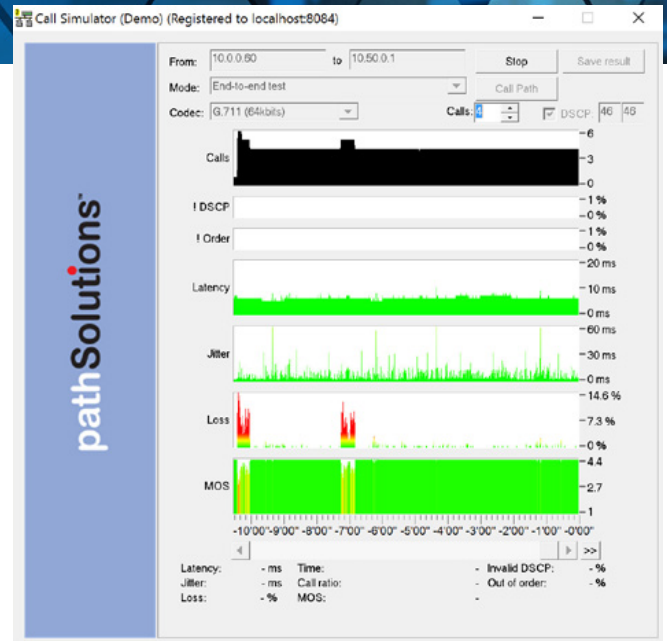 Call Simulator (Demo) (Registered to localhost:8084)
pathSolutions™
From: 10.0.0.60 to 10.50.0.1 Stop Save result
Mode: End-to-end test Call Path
Codec: G.711 (64kbits) Calls: 4 DSCP: 46 46
Calls 6 3 0
! DSCP 1 % 0 %
! Order 1 % 0 %
Latency 20 ms 10 ms 0 ms
Jitter 60 ms 30 ms 0 ms
Loss 14.6 % 7.3 % 0 %
MOS 4.4 2.7 1
-10'00" -9'00" -8'00" -7'00" -6'00" -5'00" -4'00" -3'00" -2'00" -1'00" -0'00"
>>
Latency: - ms Time: - Invalid DSCP: - %
Jitter: - ms Call ratio: - Out of order: - %
Loss: - % MOS: -